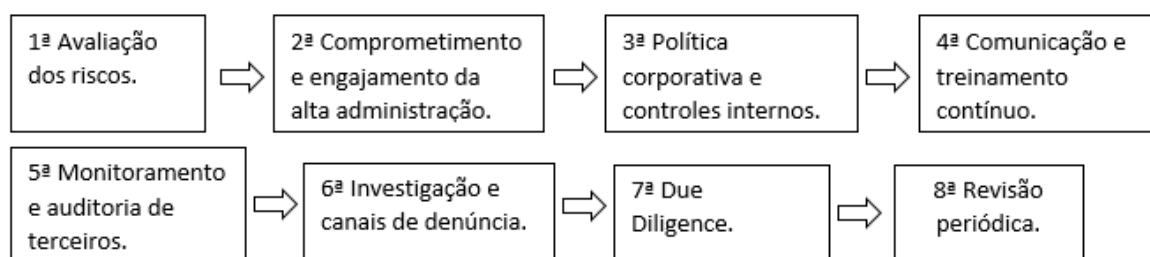 1ª Avaliação
dos riscos.
2ª Comprometimento
e engajamento da
alta administração.
3ª Política
corporativa e
controles internos.
4ª Comunicação e
treinamento
contínuo.
5ª Monitoramento
e auditoria de
terceiros.
6ª Investigação e
canais de denúncia.
7ª Due
Diligence.
8ª Revisão
periódica.